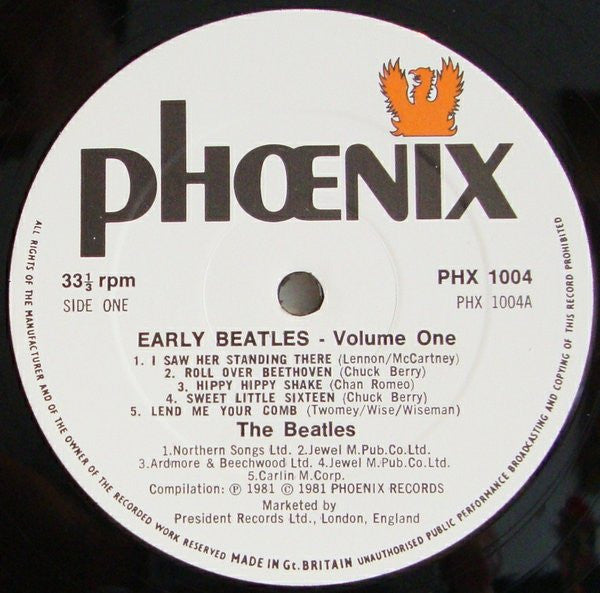 PHŒNIX
33⅓ rpm
SIDE ONE
PHX 1004
PHX 1004A
EARLY BEATLES - Volume One
1. I SAW HER STANDING THERE (Lennon/McCartney)
2. ROLL OVER BEETHOVEN (Chuck Berry)
3. HIPPY HIPPY SHAKE (Chan Romeo)
4. SWEET LITTLE SIXTEEN (Chuck Berry)
5. LEND ME YOUR COMB (Twomey/Wise/Wiseman)
The Beatles
1.Northern Songs Ltd. 2.Jewel M.Pub.Co.Ltd.
3.Ardmore & Beechwood Ltd. 4.Jewel M.Pub.Co.Ltd.
5.Carlin M.Corp.
Compilation: ℗ 1981 © 1981 PHOENIX RECORDS
Marketed by
President Records Ltd., London, England
ALL RIGHTS OF THE MANUFACTURER AND OF THE OWNER OF THE RECORDED WORK RESERVED MADE IN Gt. BRITAIN UNAUTHORISED PUBLIC PERFORMANCE BROADCASTING AND COPYING OF THIS RECORD PROHIBITED